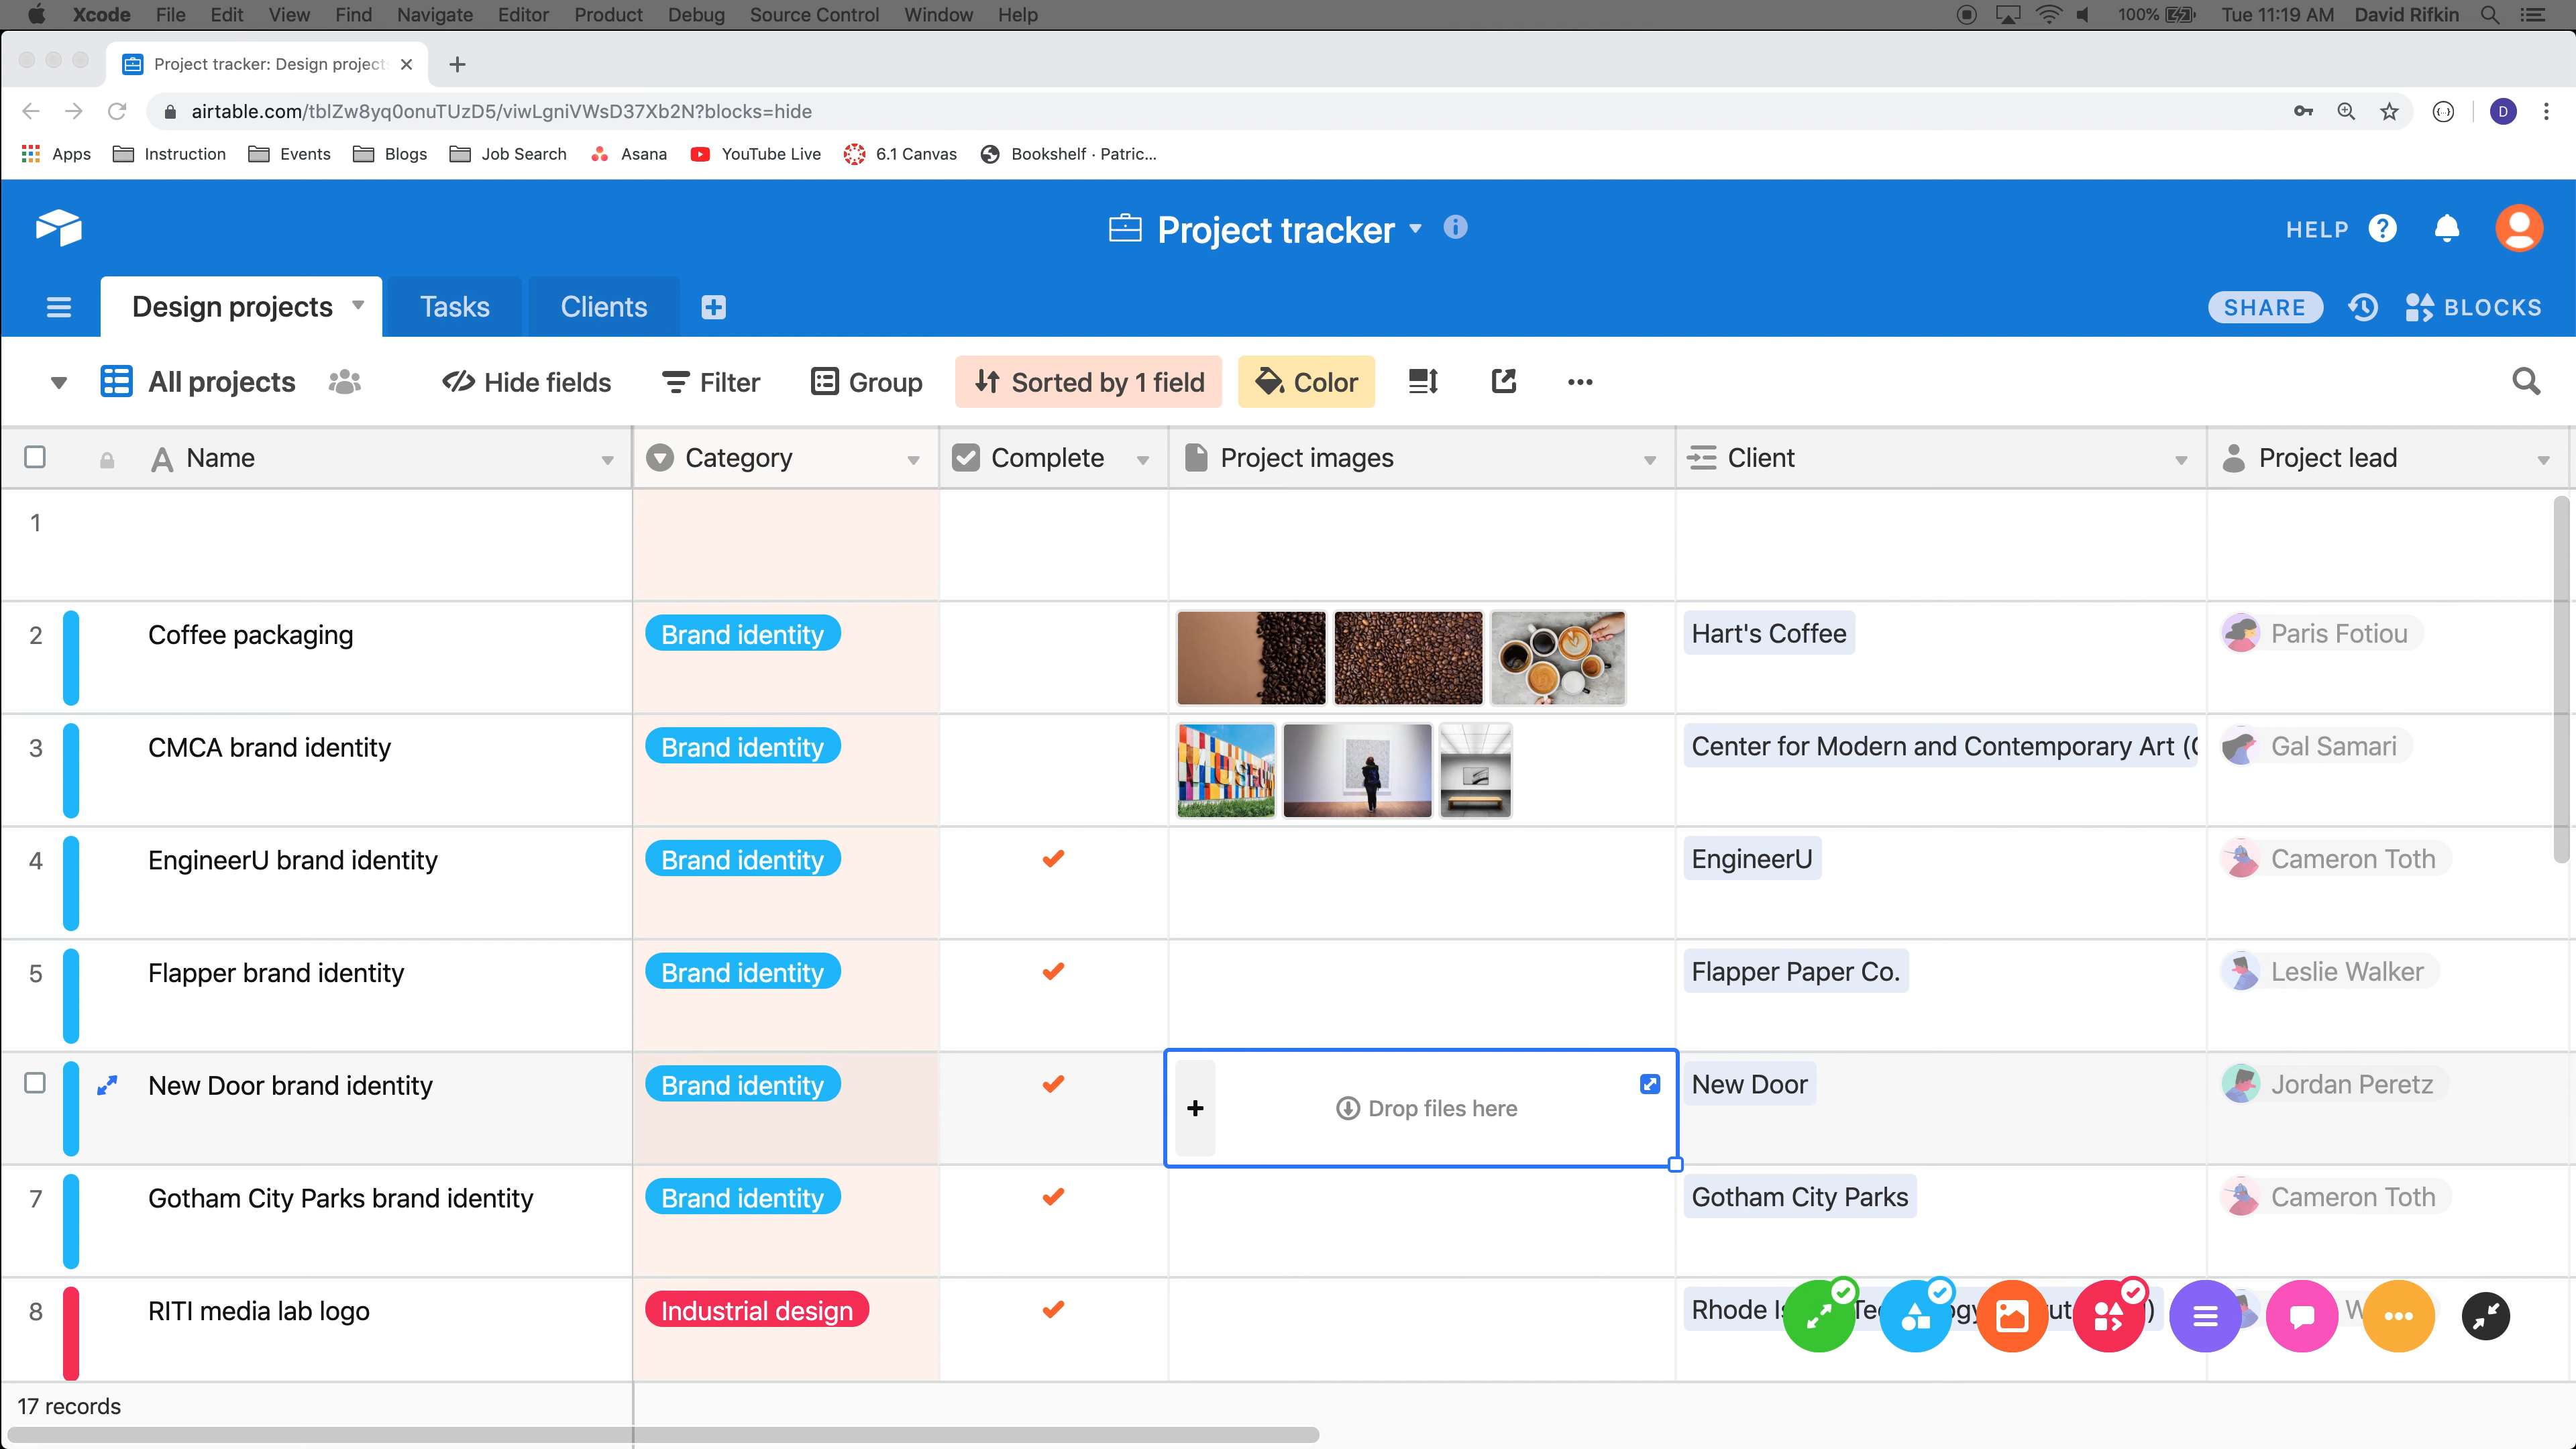 Xcode File Edit View Find Navigate Editor Product Debug Source Control Window Help 100% Tue 11:19 AM David Rifkin
Project tracker: Design project
airtable.com/tblZw8yq0onuTUzD5/viwLgniVWsD37Xb2N?blocks=hide D
Apps Instruction Events Blogs Job Search Asana YouTube Live 6.1 Canvas Bookshelf · Patric...
Project tracker HELP
Design projects Tasks Clients SHARE BLOCKS
All projects Hide fields Filter Group Sorted by 1 field Color
Name Category Complete Project images Client Project lead
1
2 Coffee packaging Brand identity Hart's Coffee Paris Fotiou
3 CMCA brand identity Brand identity Center for Modern and Contemporary Art (C Gal Samari
4 EngineerU brand identity Brand identity EngineerU Cameron Toth
5 Flapper brand identity Brand identity Flapper Paper Co. Leslie Walker
New Door brand identity Brand identity Drop files here New Door Jordan Peretz
7 Gotham City Parks brand identity Brand identity Gotham City Parks Cameron Toth
8 RITI media lab logo Industrial design Rhode
17 records